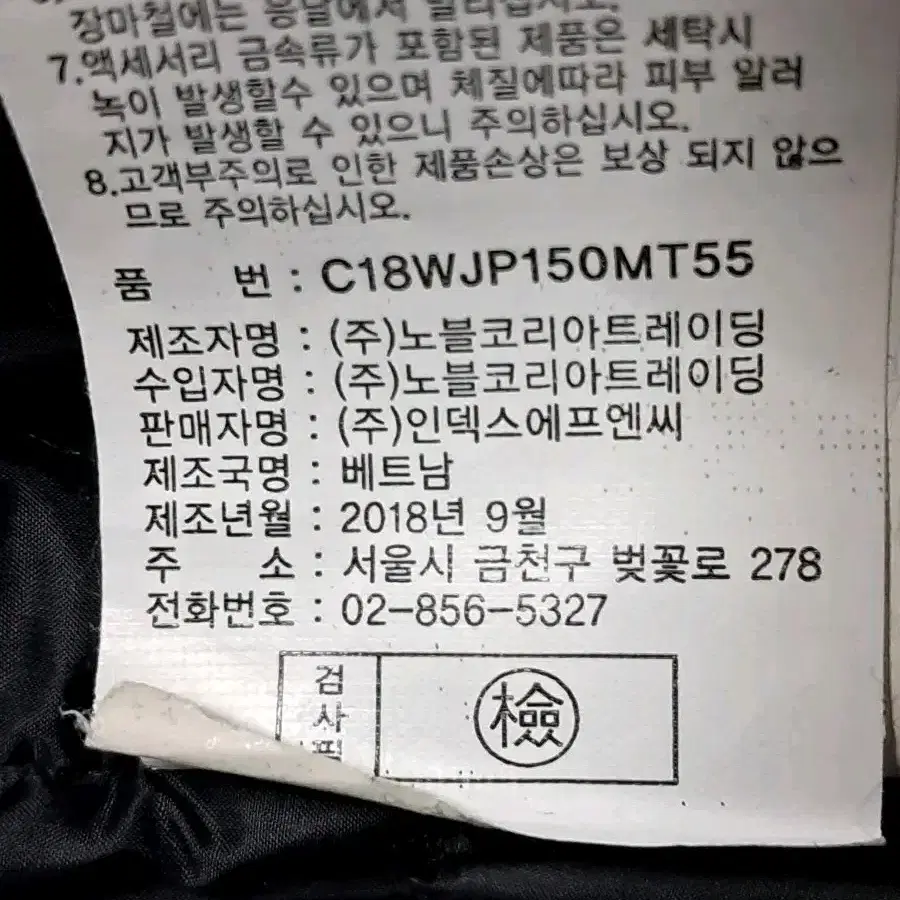 장마철에는 응달에서 말리십시오.
7.액세서리 금속류가 포함된 제품은 세탁시
녹이 발생할수 있으며 체질에따라 피부 알러
지가 발생할 수 있으니 주의하십시오.
8.고객부주의로 인한 제품손상은 보상 되지 않으
므로 주의하십시오.
품 번 : C18WJP150MT55
제조자명 : (주)노블코리아트레이딩
수입자명 : (주)노블코리아트레이딩
판매자명 : (주)인덱스에프엔씨
제조국명 : 베트남
제조년월 : 2018년 9월
주 소 : 서울시 금천구 벚꽃로 278
전화번호 : 02-856-5327
검사
檢